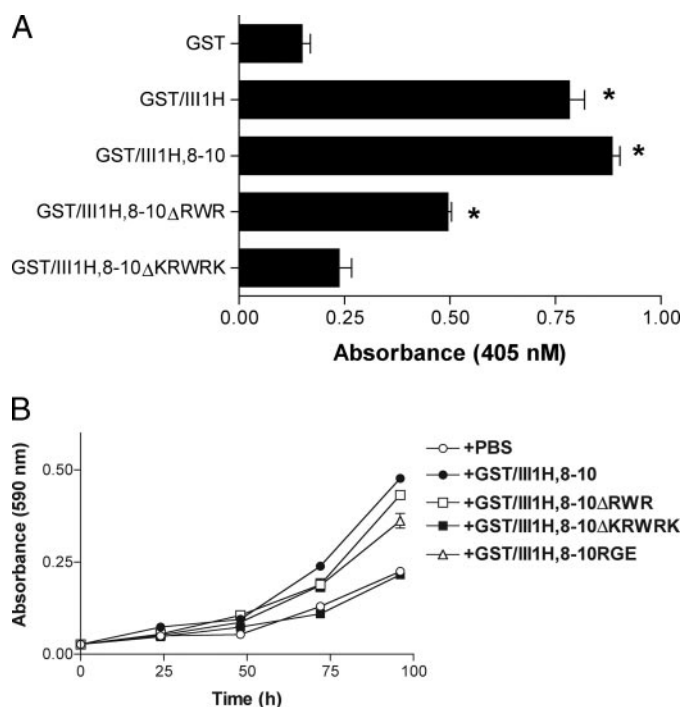 A
GST
GST/III1H
*
GST/III1H,8-10
*
GST/III1H,8-10ΔRWR
*
GST/III1H,8-10ΔKRWRK
0.00 0.25 0.50 0.75 1.00
Absorbance (405 nM)
B
Absorbance (590 nm)
0.50
0.25
0.00
0 25 50 75 100
Time (h)
+PBS
+GST/III1H,8-10
+GST/III1H,8-10ΔRWR
+GST/III1H,8-10ΔKRWRK
+GST/III1H,8-10RGE